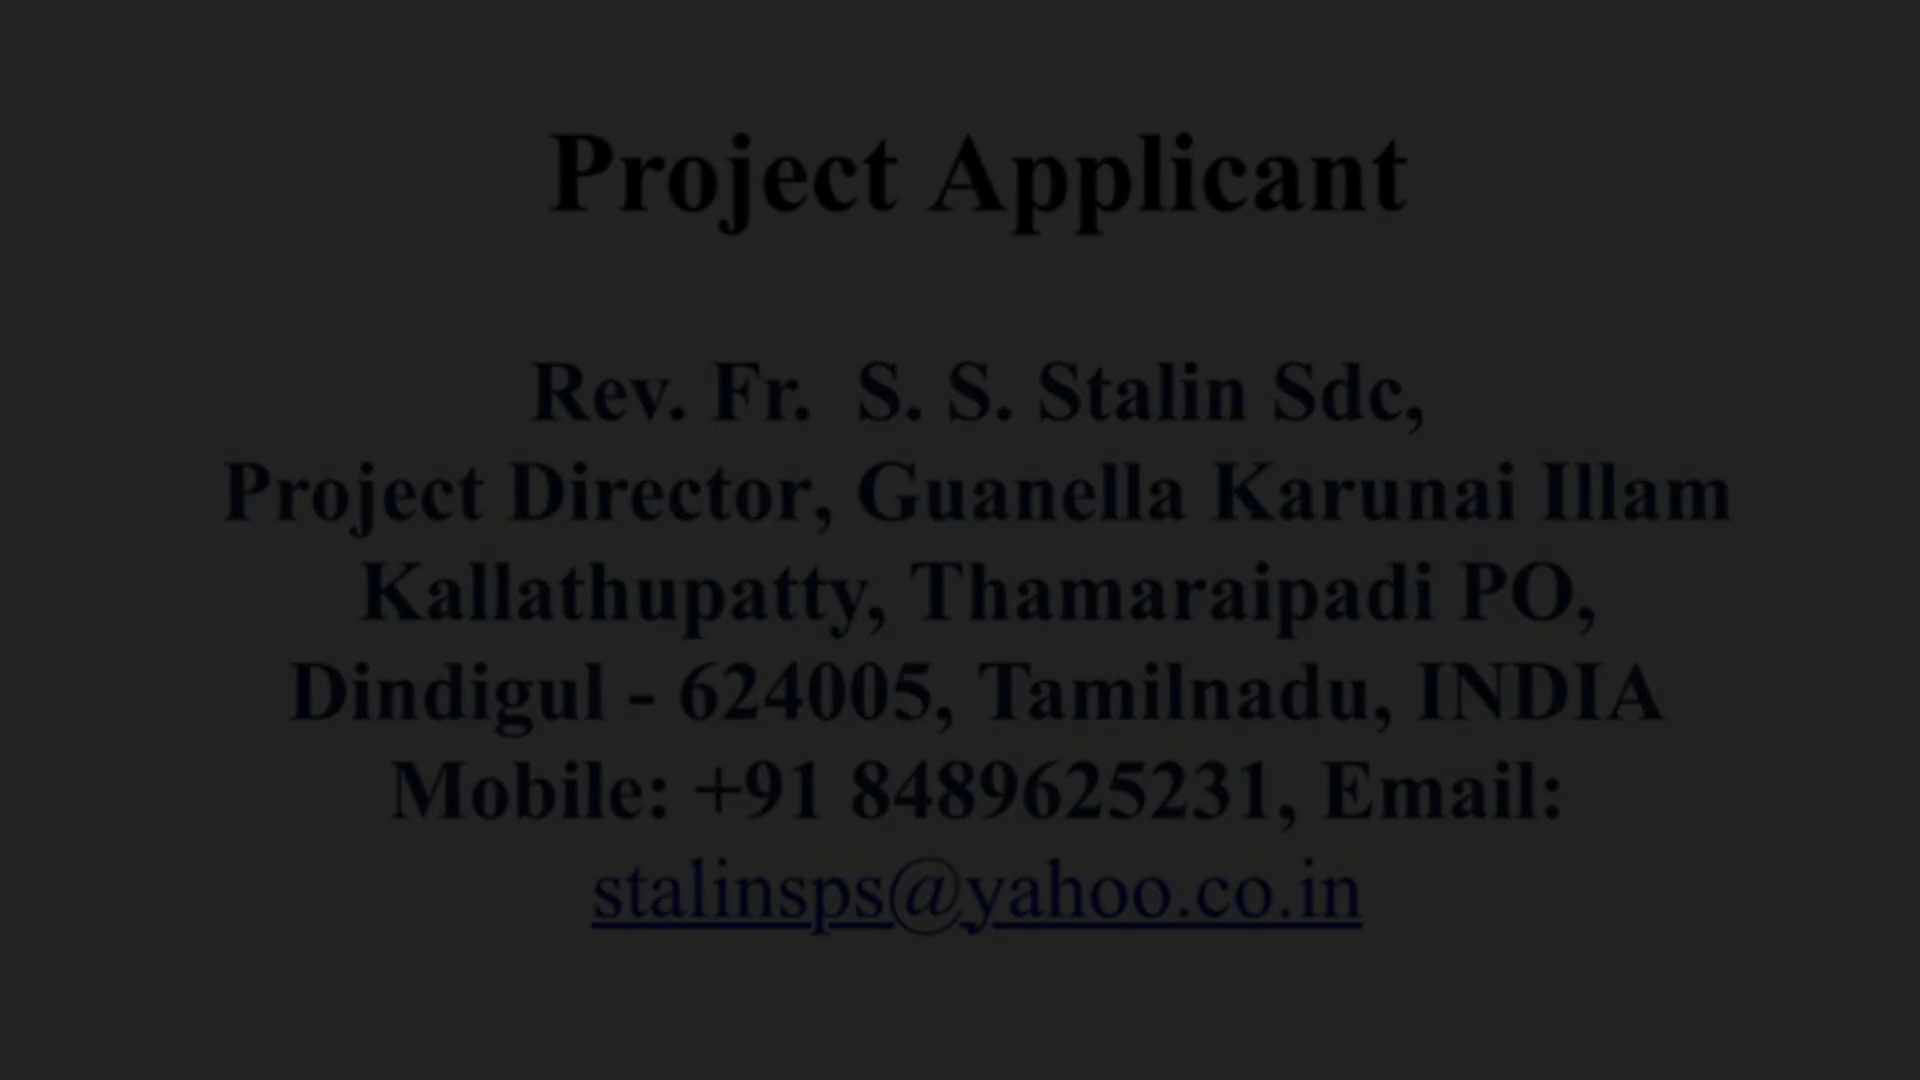 Project Applicant
Rev. Fr.  S. S. Stalin Sdc,
Project Director, Guanella Karunai Illam
Kallathupatty, Thamaraipadi PO,
Dindigul - 624005, Tamilnadu, INDIA
Mobile: +91 8489625231, Email:
stalinsps@yahoo.co.in